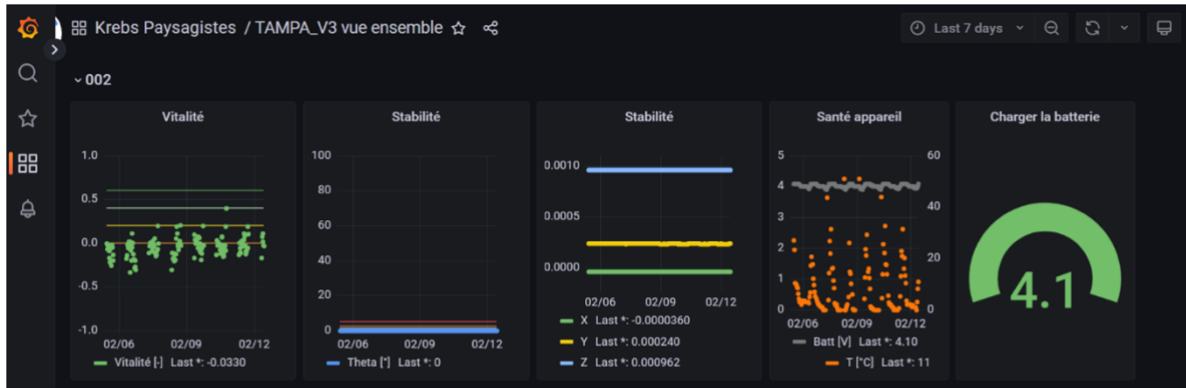 Krebs Paysagistes / TAMPA_V3 vue ensemble
Last 7 days
002
Vitalité
1.0
0.5
0.0
-0.5
-1.0
02/06 02/09 02/12
Vitalité [-] Last *: -0.0330
Stabilité
100
80
60
40
20
0
02/06 02/09 02/12
Theta [°] Last *: 0
Stabilité
0.0010
0.0005
0.0000
02/06 02/09 02/12
X Last *: -0.0000360
Y Last *: 0.000240
Z Last *: 0.000962
Santé appareil
5 60
4
40
3
2
20
1
0 0
02/06 02/09 02/12
Batt [V] Last *: 4.10
T [°C] Last *: 11
Charger la batterie
4.1